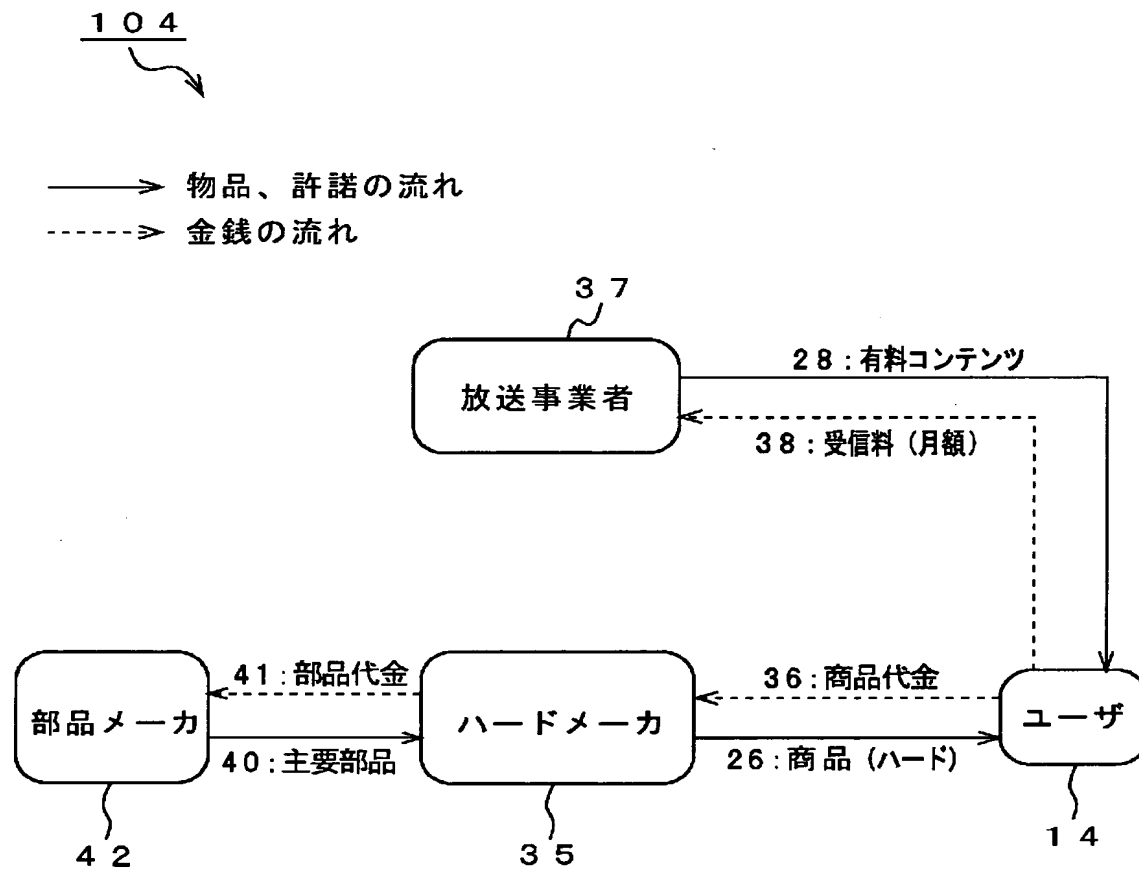 104
物品、許諾の流れ
金銭の流れ
37
放送事業者
28:有料コンテンツ
38:受信料(月額)
41:部品代金
36:商品代金
部品メーカ
ハードメーカ
ユーザ
40:主要部品
26:商品(ハード)
42
35
14